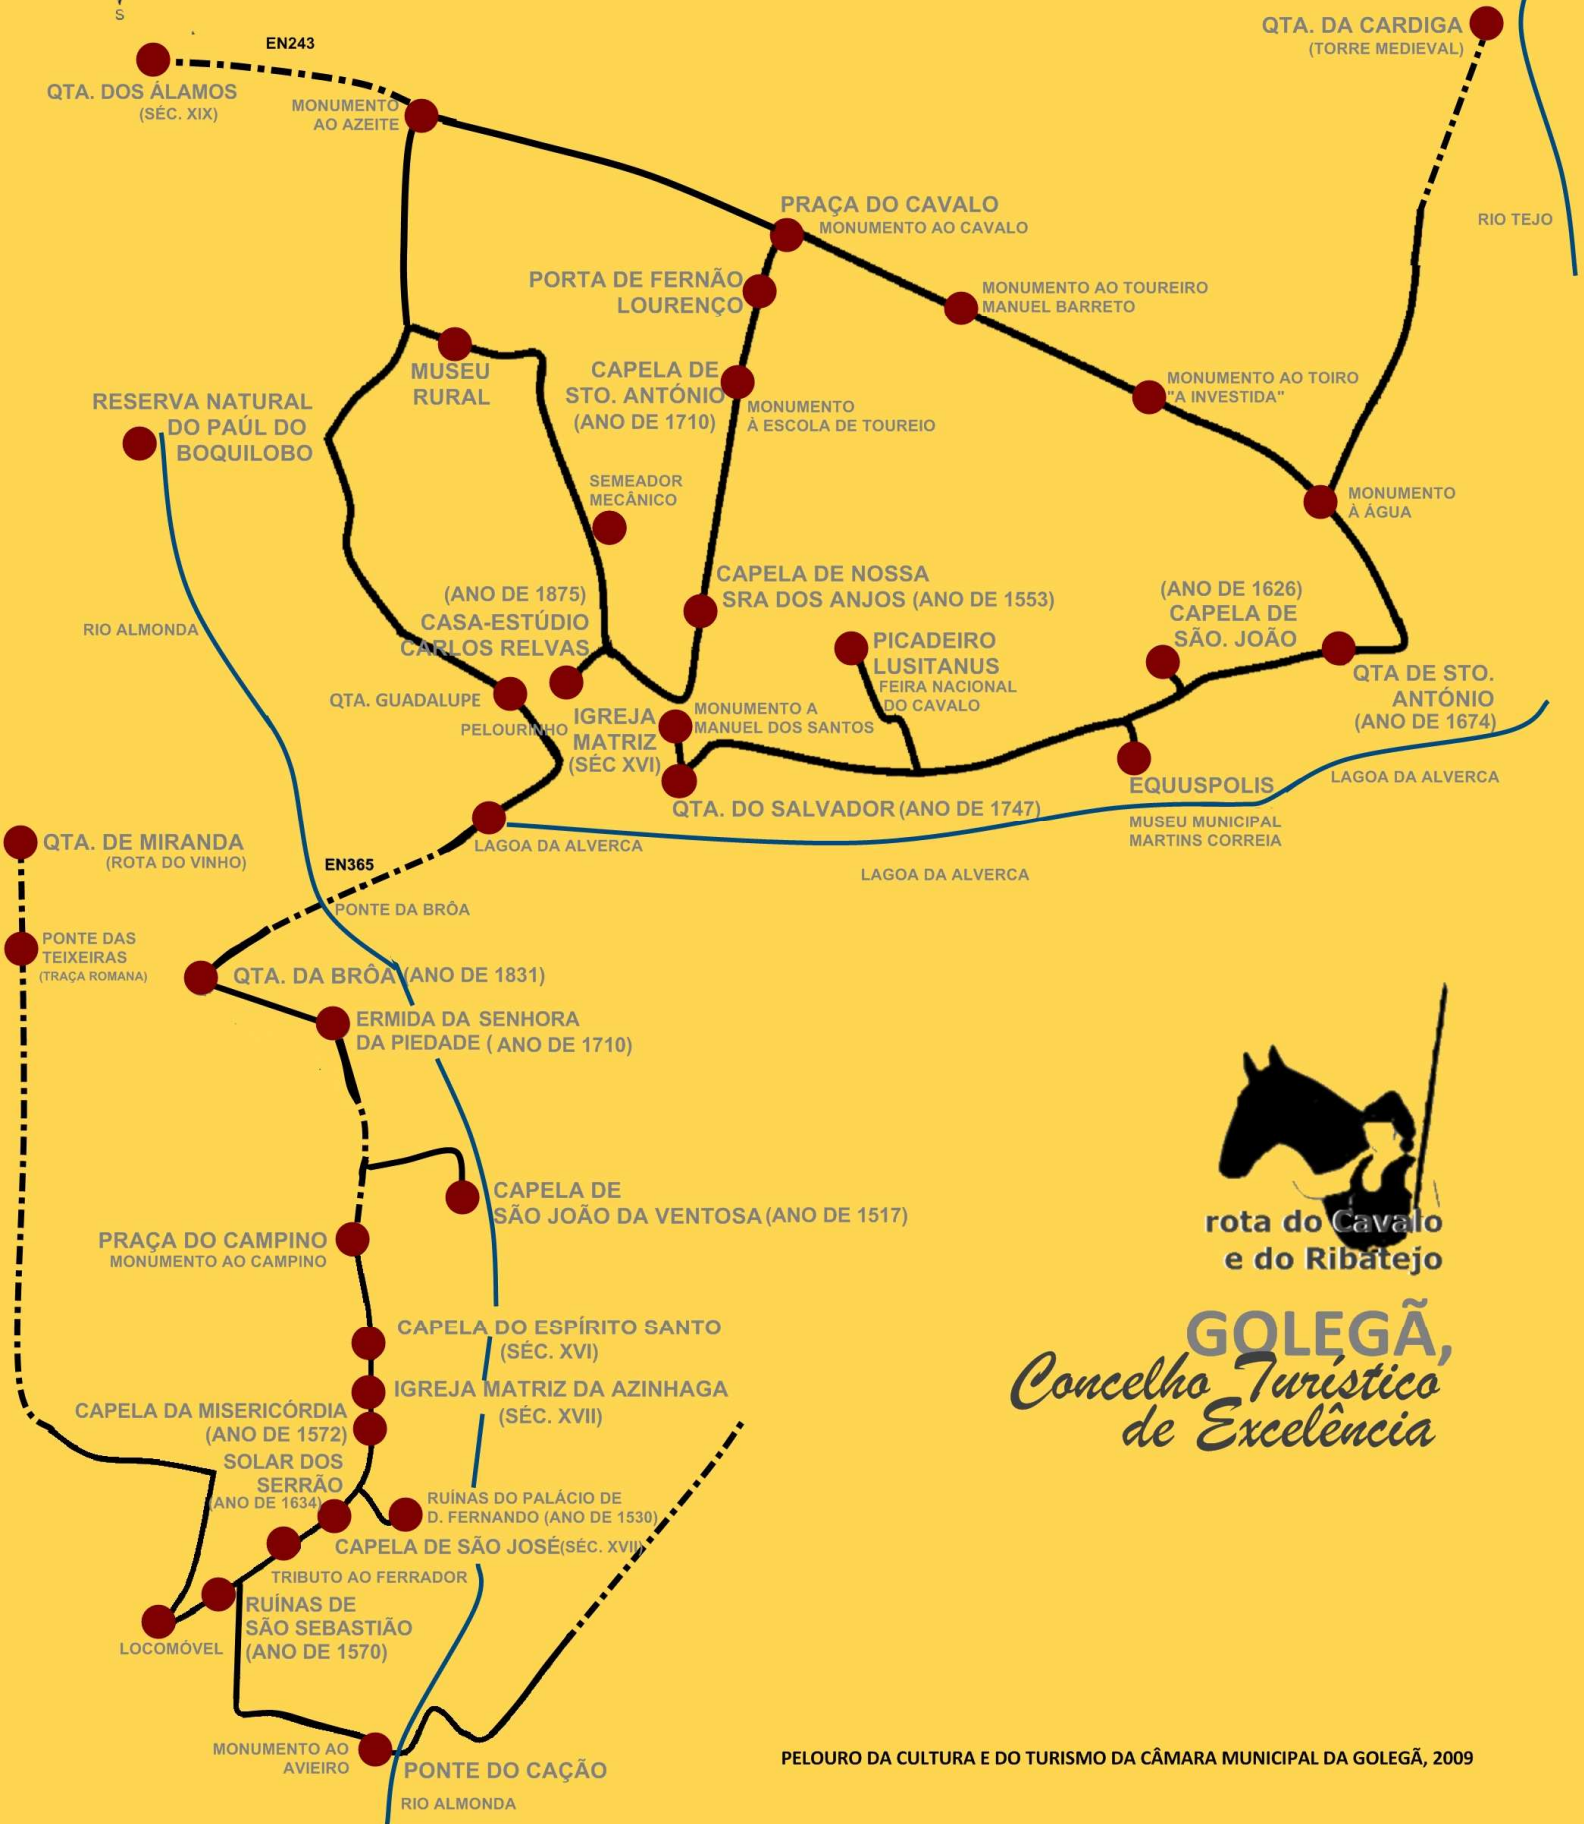 S
EN243
QTA. DOS ÁLAMOS
(SÉC. XIX)
MONUMENTO
AO AZEITE
QTA. DA CARDIGA
(TORRE MEDIEVAL)
RIO TEJO
PRAÇA DO CAVALO
MONUMENTO AO CAVALO
PORTA DE FERNÃO
LOURENÇO
MONUMENTO AO TOUREIRO
MANUEL BARRETO
MUSEU
RURAL
CAPELA DE
STO. ANTÓNIO
(ANO DE 1710)
MONUMENTO
À ESCOLA DE TOUREIO
MONUMENTO AO TOIRO
"A INVESTIDA"
RESERVA NATURAL
DO PAÚL DO
BOQUILOBO
SEMEADOR
MECÂNICO
MONUMENTO
À ÁGUA
RIO ALMONDA
(ANO DE 1875)
CASA-ESTÚDIO
CARLOS RELVAS
CAPELA DE NOSSA
SRA DOS ANJOS (ANO DE 1553)
(ANO DE 1626)
CAPELA DE
SÃO. JOÃO
PICADEIRO
LUSITANUS
FEIRA NACIONAL
DO CAVALO
QTA DE STO.
ANTÓNIO
(ANO DE 1674)
QTA. GUADALUPE
PELOURINHO
IGREJA
MATRIZ
(SÉC XVI)
MONUMENTO A
MANUEL DOS SANTOS
QTA. DO SALVADOR (ANO DE 1747)
EQUUSPOLIS
MUSEU MUNICIPAL
MARTINS CORREIA
LAGOA DA ALVERCA
LAGOA DA ALVERCA
LAGOA DA ALVERCA
QTA. DE MIRANDA
(ROTA DO VINHO)
EN365
PONTE DA BRÔA
PONTE DAS
TEIXEIRAS
(TRAÇA ROMANA)
QTA. DA BRÔA (ANO DE 1831)
ERMIDA DA SENHORA
DA PIEDADE ( ANO DE 1710)
CAPELA DE
SÃO JOÃO DA VENTOSA (ANO DE 1517)
PRAÇA DO CAMPINO
MONUMENTO AO CAMPINO
rota do Cavalo
e do Ribatejo
GOLEGÃ,
Concelho Turístico
de Excelência
CAPELA DO ESPÍRITO SANTO
(SÉC. XVI)
IGREJA MATRIZ DA AZINHAGA
(SÉC. XVII)
CAPELA DA MISERICÓRDIA
(ANO DE 1572)
SOLAR DOS
SERRÃO
(ANO DE 1634)
RUÍNAS DO PALÁCIO DE
D. FERNANDO (ANO DE 1530)
CAPELA DE SÃO JOSÉ (SÉC. XVII)
TRIBUTO AO FERRADOR
RUÍNAS DE
SÃO SEBASTIÃO
(ANO DE 1570)
LOCOMÓVEL
MONUMENTO AO
AVIEIRO
PONTE DO CAÇÃO
RIO ALMONDA
PELOURO DA CULTURA E DO TURISMO DA CÂMARA MUNICIPAL DA GOLEGÃ, 2009